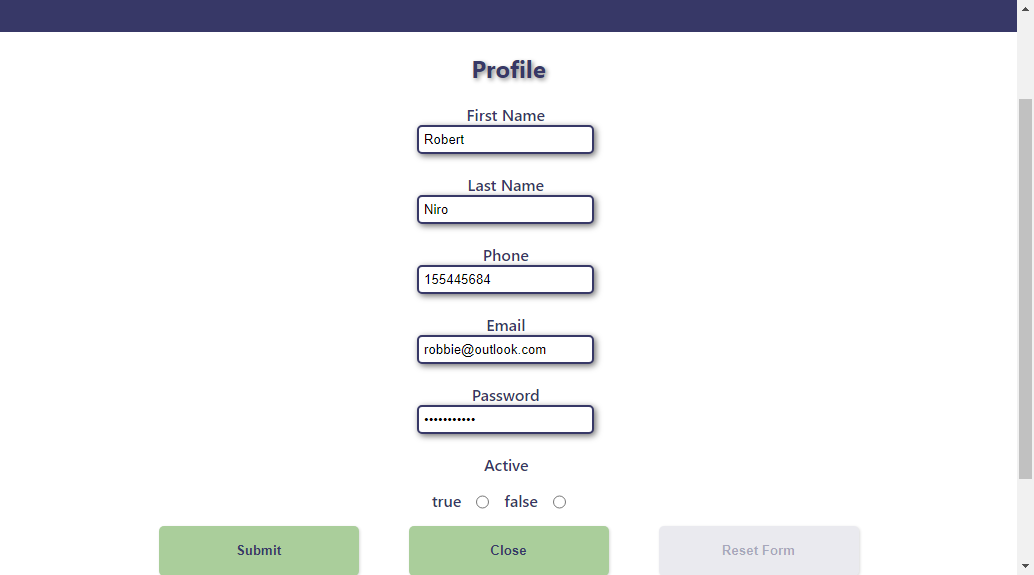 Profile
First Name
Robert
Last Name
Niro
Phone
155445684
Email
robbie@outlook.com
Password
•••••••••••
Active
true false
Submit Close Reset Form